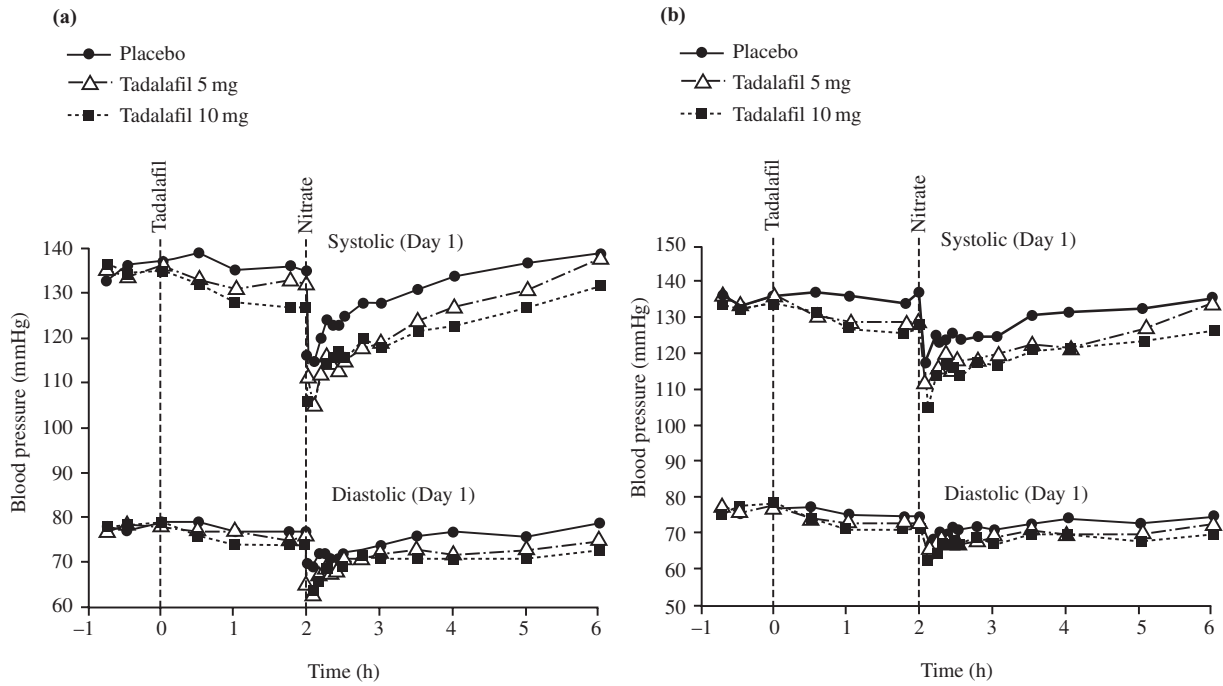 (a)
Placebo
Tadalafil 5 mg
Tadalafil 10 mg
Tadalafil
Nitrate
Systolic (Day 1)
Diastolic (Day 1)
Blood pressure (mmHg)
140
130
120
110
100
90
80
70
60
–1 0 1 2 3 4 5 6
Time (h)
(b)
Placebo
Tadalafil 5 mg
Tadalafil 10 mg
Tadalafil
Nitrate
Systolic (Day 1)
Diastolic (Day 1)
Blood pressure (mmHg)
150
140
130
120
110
100
90
80
70
60
50
–1 0 1 2 3 4 5 6
Time (h)